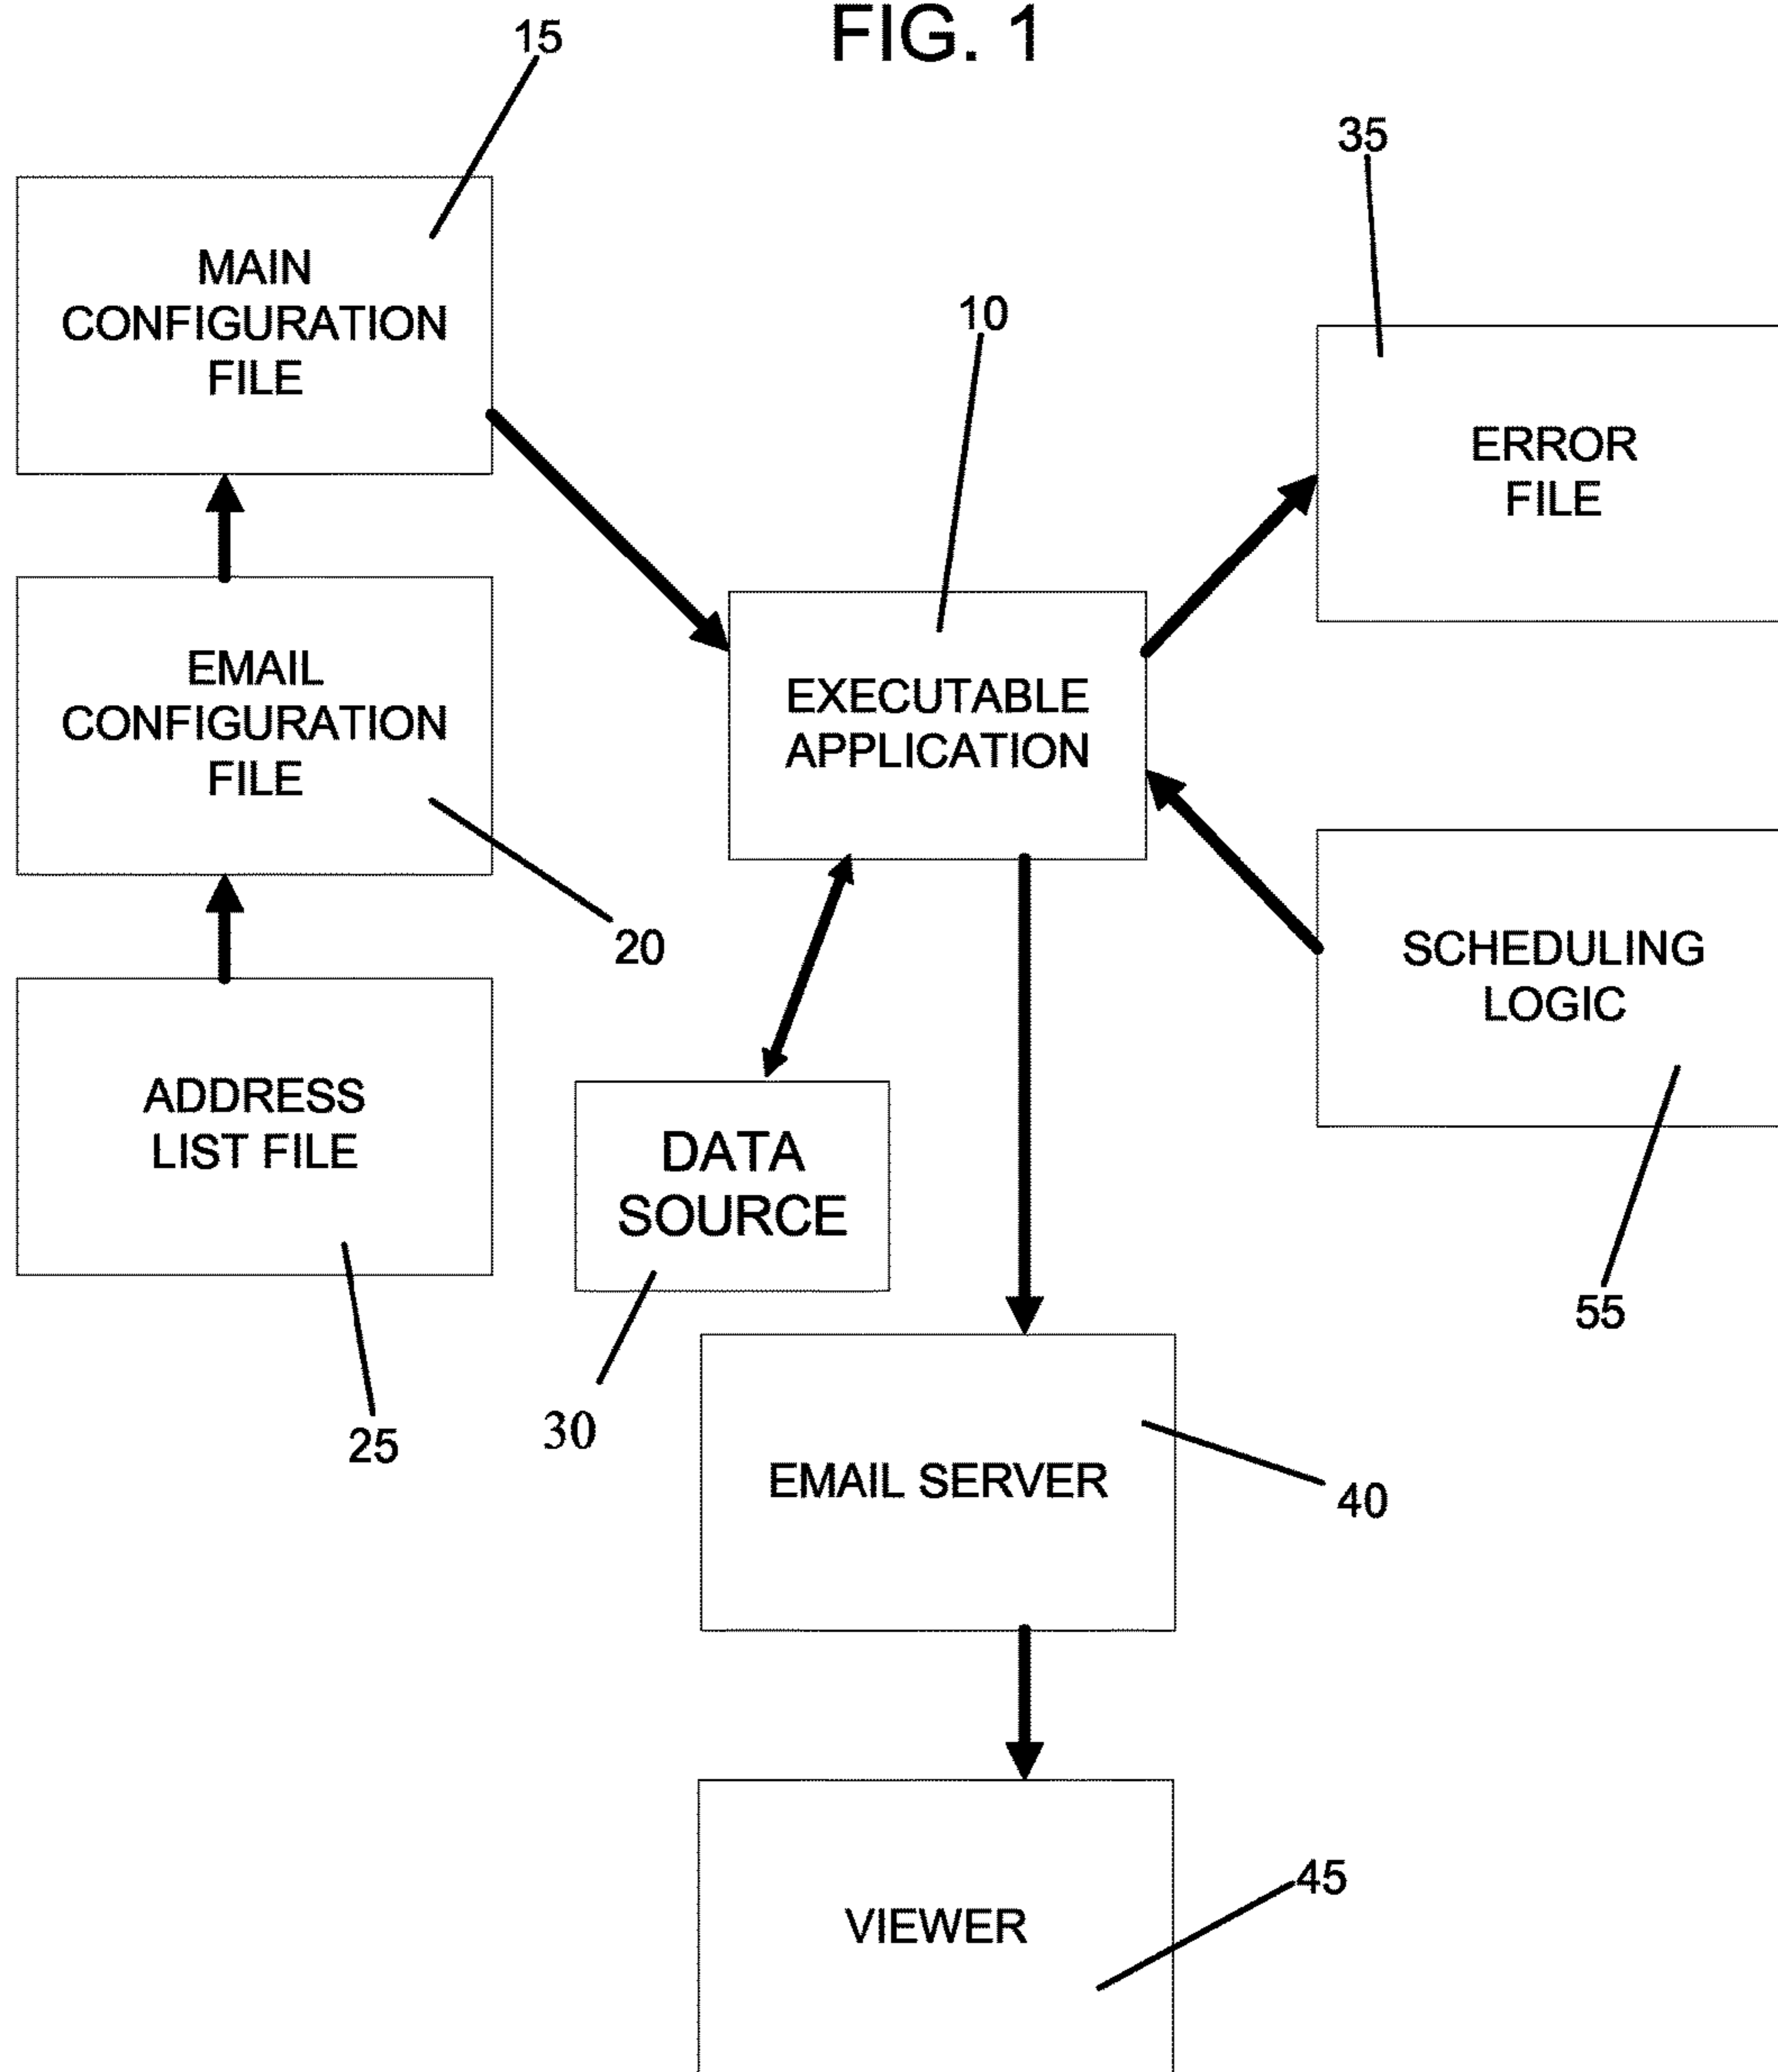 FIG. 1
15
35
MAIN
CONFIGURATION
FILE
10
ERROR
FILE
EMAIL
CONFIGURATION
FILE
EXECUTABLE
APPLICATION
20
SCHEDULING
LOGIC
ADDRESS
LIST FILE
DATA
SOURCE
55
25
30
EMAIL SERVER
40
45
VIEWER